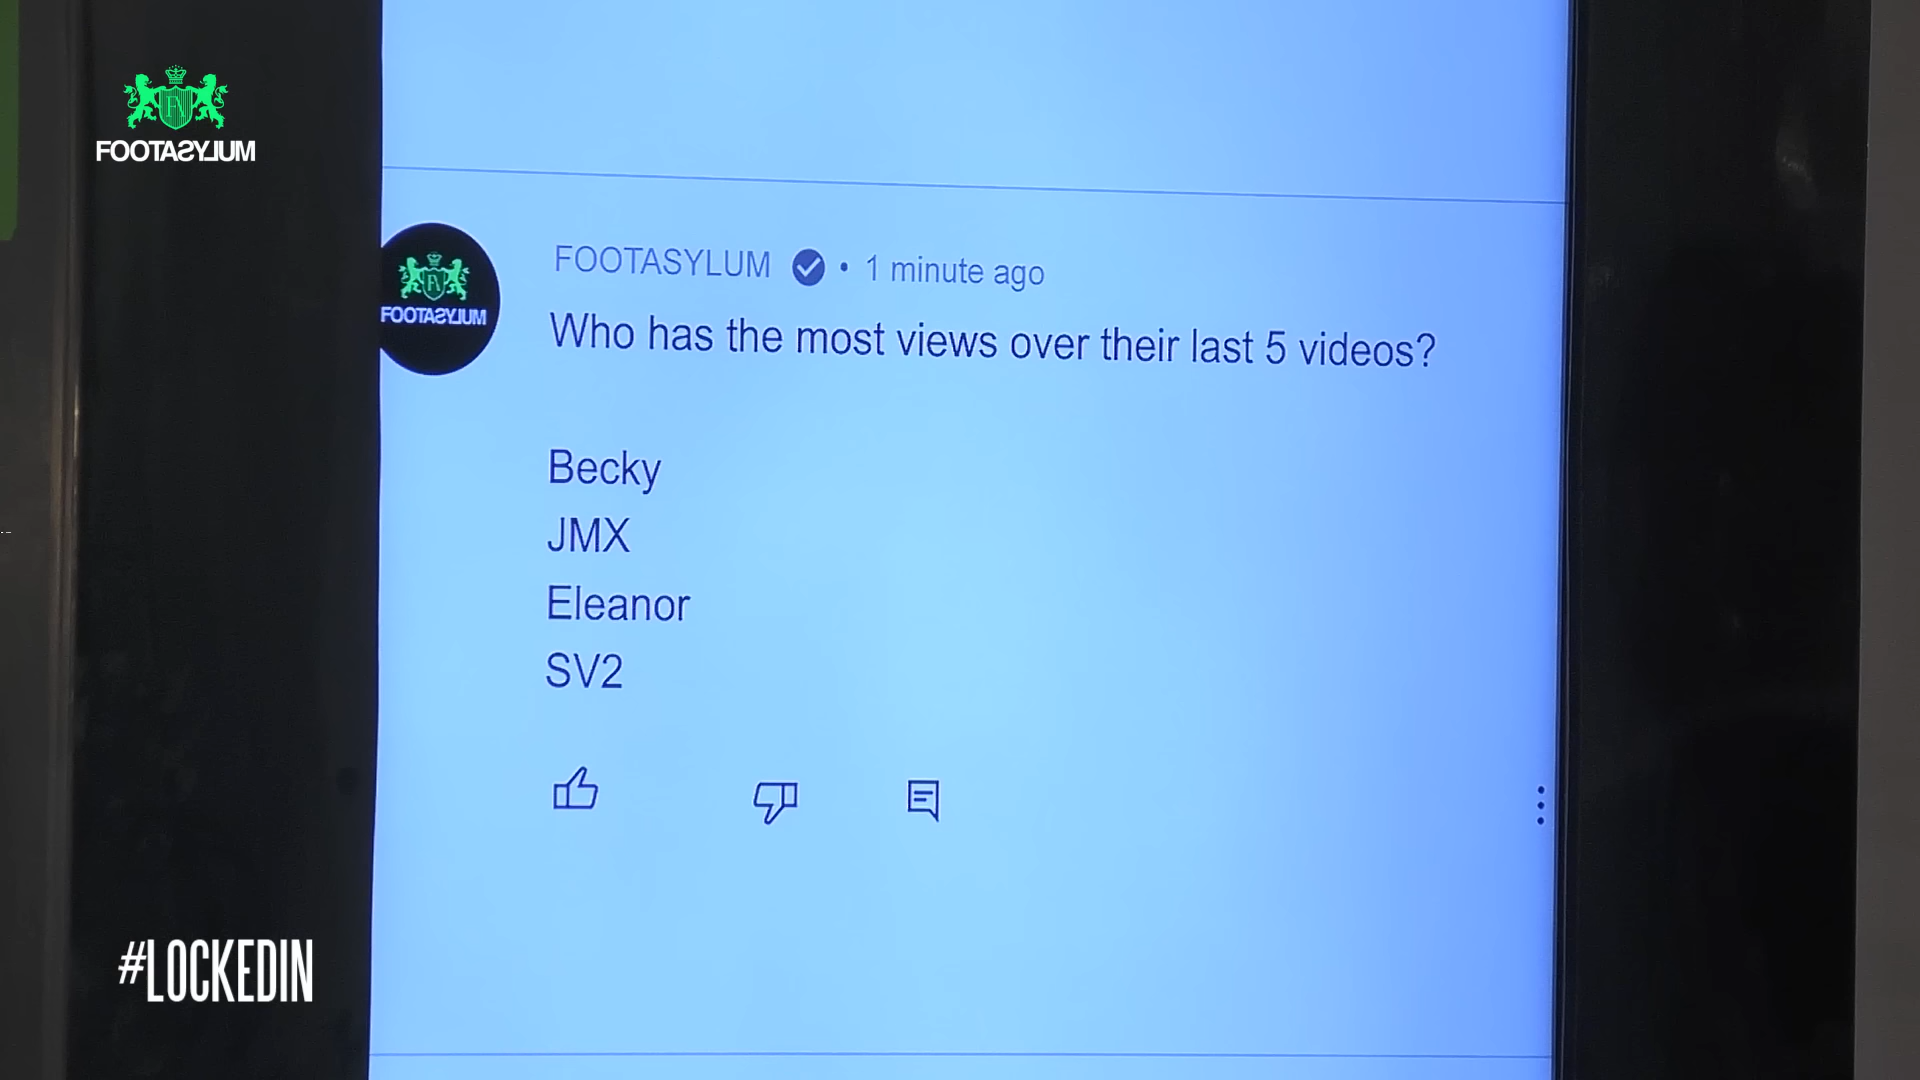 FOOTASYLUM
FOOTASYLUM • 1 minute ago
FOOTASYLUM
Who has the most views over their last 5 videos?
Becky
JMX
Eleanor
SV2
#LOCKEDIN